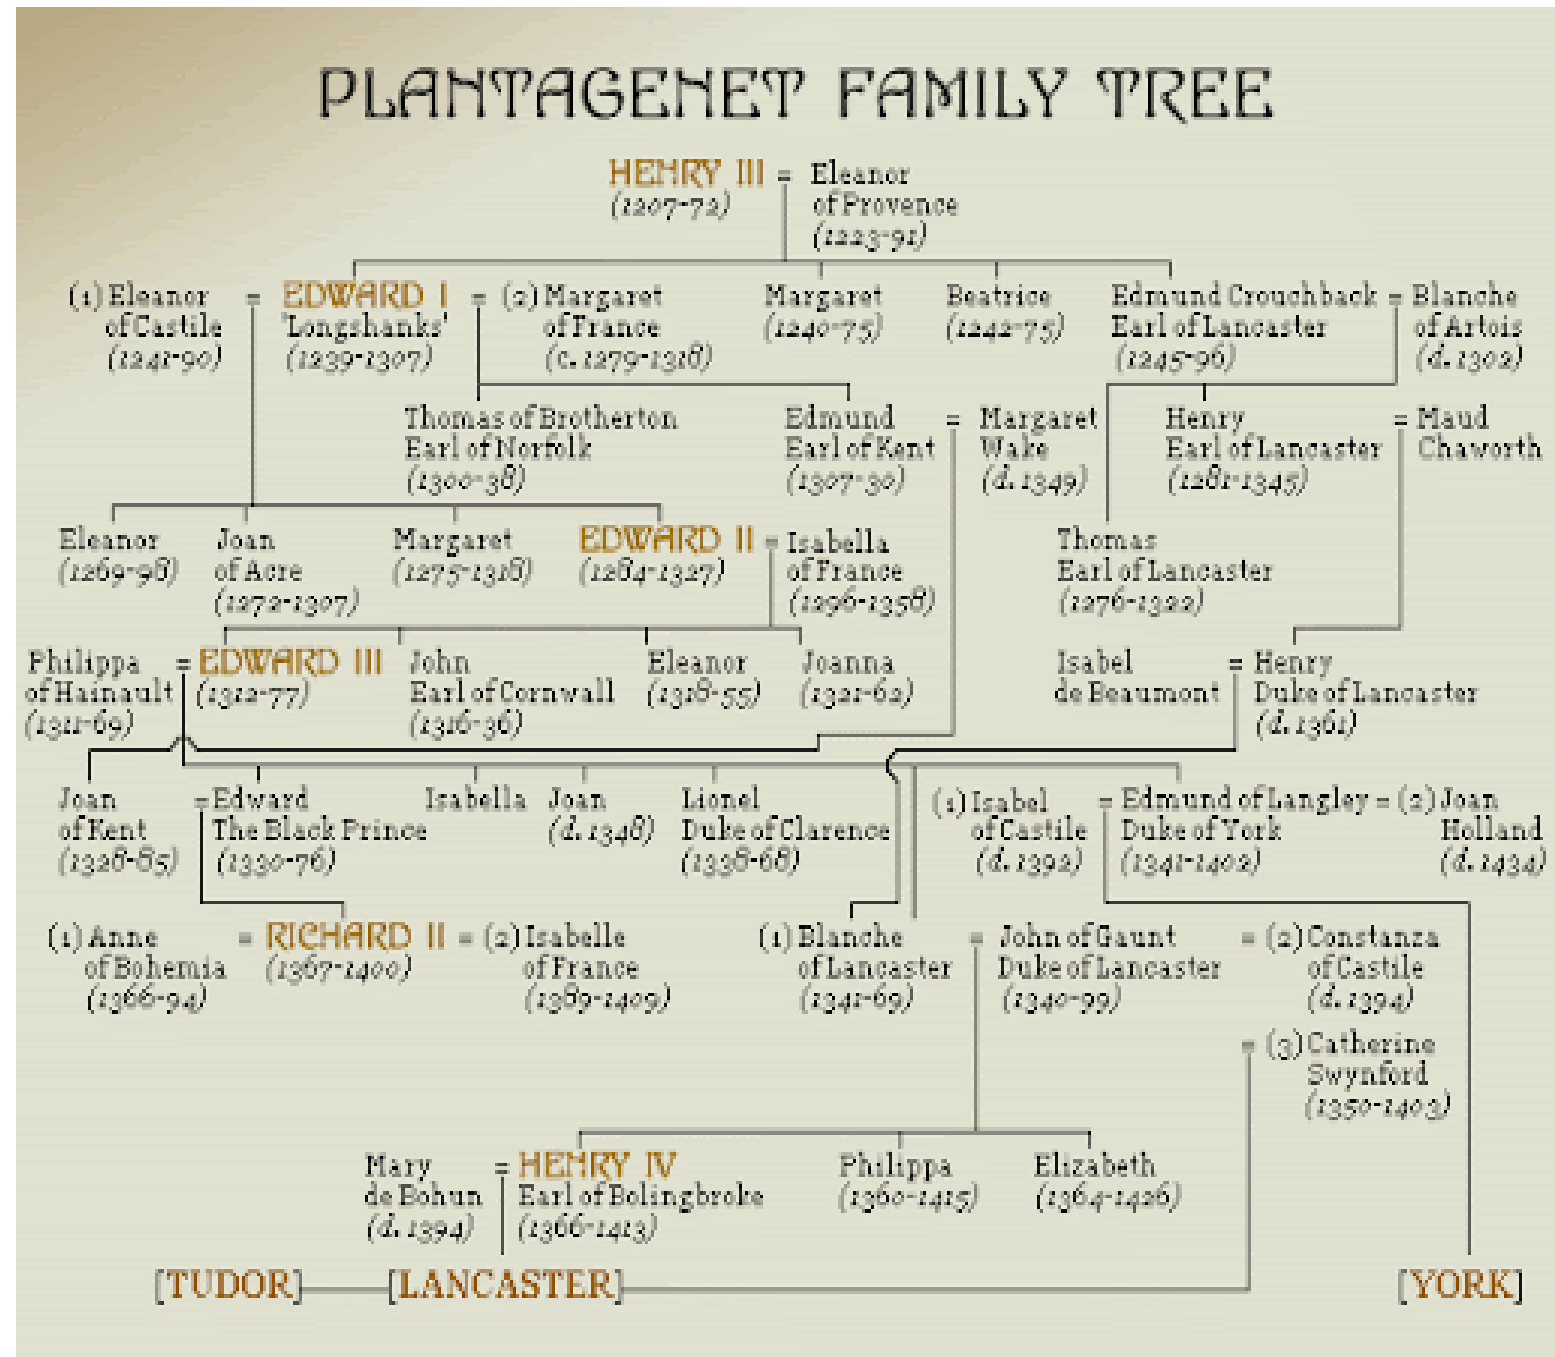 PLANTAGENET FAMILY TREE
HENRY III = Eleanor
(1207-72) of Provence
(1223-91)
(1) Eleanor = EDWARD I = (2) Margaret Margaret Beatrice Edmund Crouchback = Blanche
of Castile 'Longshanks' of France (1240-75) (1242-75) Earl of Lancaster of Artois
(1241-90) (1239-1307) (c. 1279-1318) (1245-96) (d. 1302)
Thomas of Brotherton Edmund = Margaret Henry = Maud
Earl of Norfolk Earl of Kent Wake Earl of Lancaster Chaworth
(1300-38) (1307-30) (d. 1349) (1281-1345)
Eleanor Joan Margaret EDWARD II = Isabella Thomas
(1269-98) of Acre (1275-1318) (1284-1327) of France Earl of Lancaster
(1272-1307) (1296-1358) (1276-1322)
Philippa = EDWARD III John Eleanor Joanna Isabel = Henry
of Hainault (1312-77) Earl of Cornwall (1318-55) (1321-62) de Beaumont Duke of Lancaster
(1311-69) (1316-36) (d. 1361)
Joan = Edward Isabella Joan Lionel (1) Isabel = Edmund of Langley = (2) Joan
of Kent The Black Prince (d. 1348) Duke of Clarence of Castile Duke of York Holland
(1328-85) (1330-76) (1338-68) (d. 1392) (1341-1402) (d. 1434)
(1) Anne = RICHARD II = (2) Isabelle (1) Blanche = John of Gaunt = (2) Constanza
of Bohemia (1367-1400) of France of Lancaster Duke of Lancaster of Castile
(1366-94) (1389-1409) (1341-69) (1340-99) (d. 1394)
= (3) Catherine
Swynford
(1350-1403)
Mary = HENRY IV Philippa Elizabeth
de Bohun Earl of Bolingbroke (1360-1415) (1364-1426)
(d. 1394) (1366-1413)
[TUDOR] [LANCASTER] [YORK]